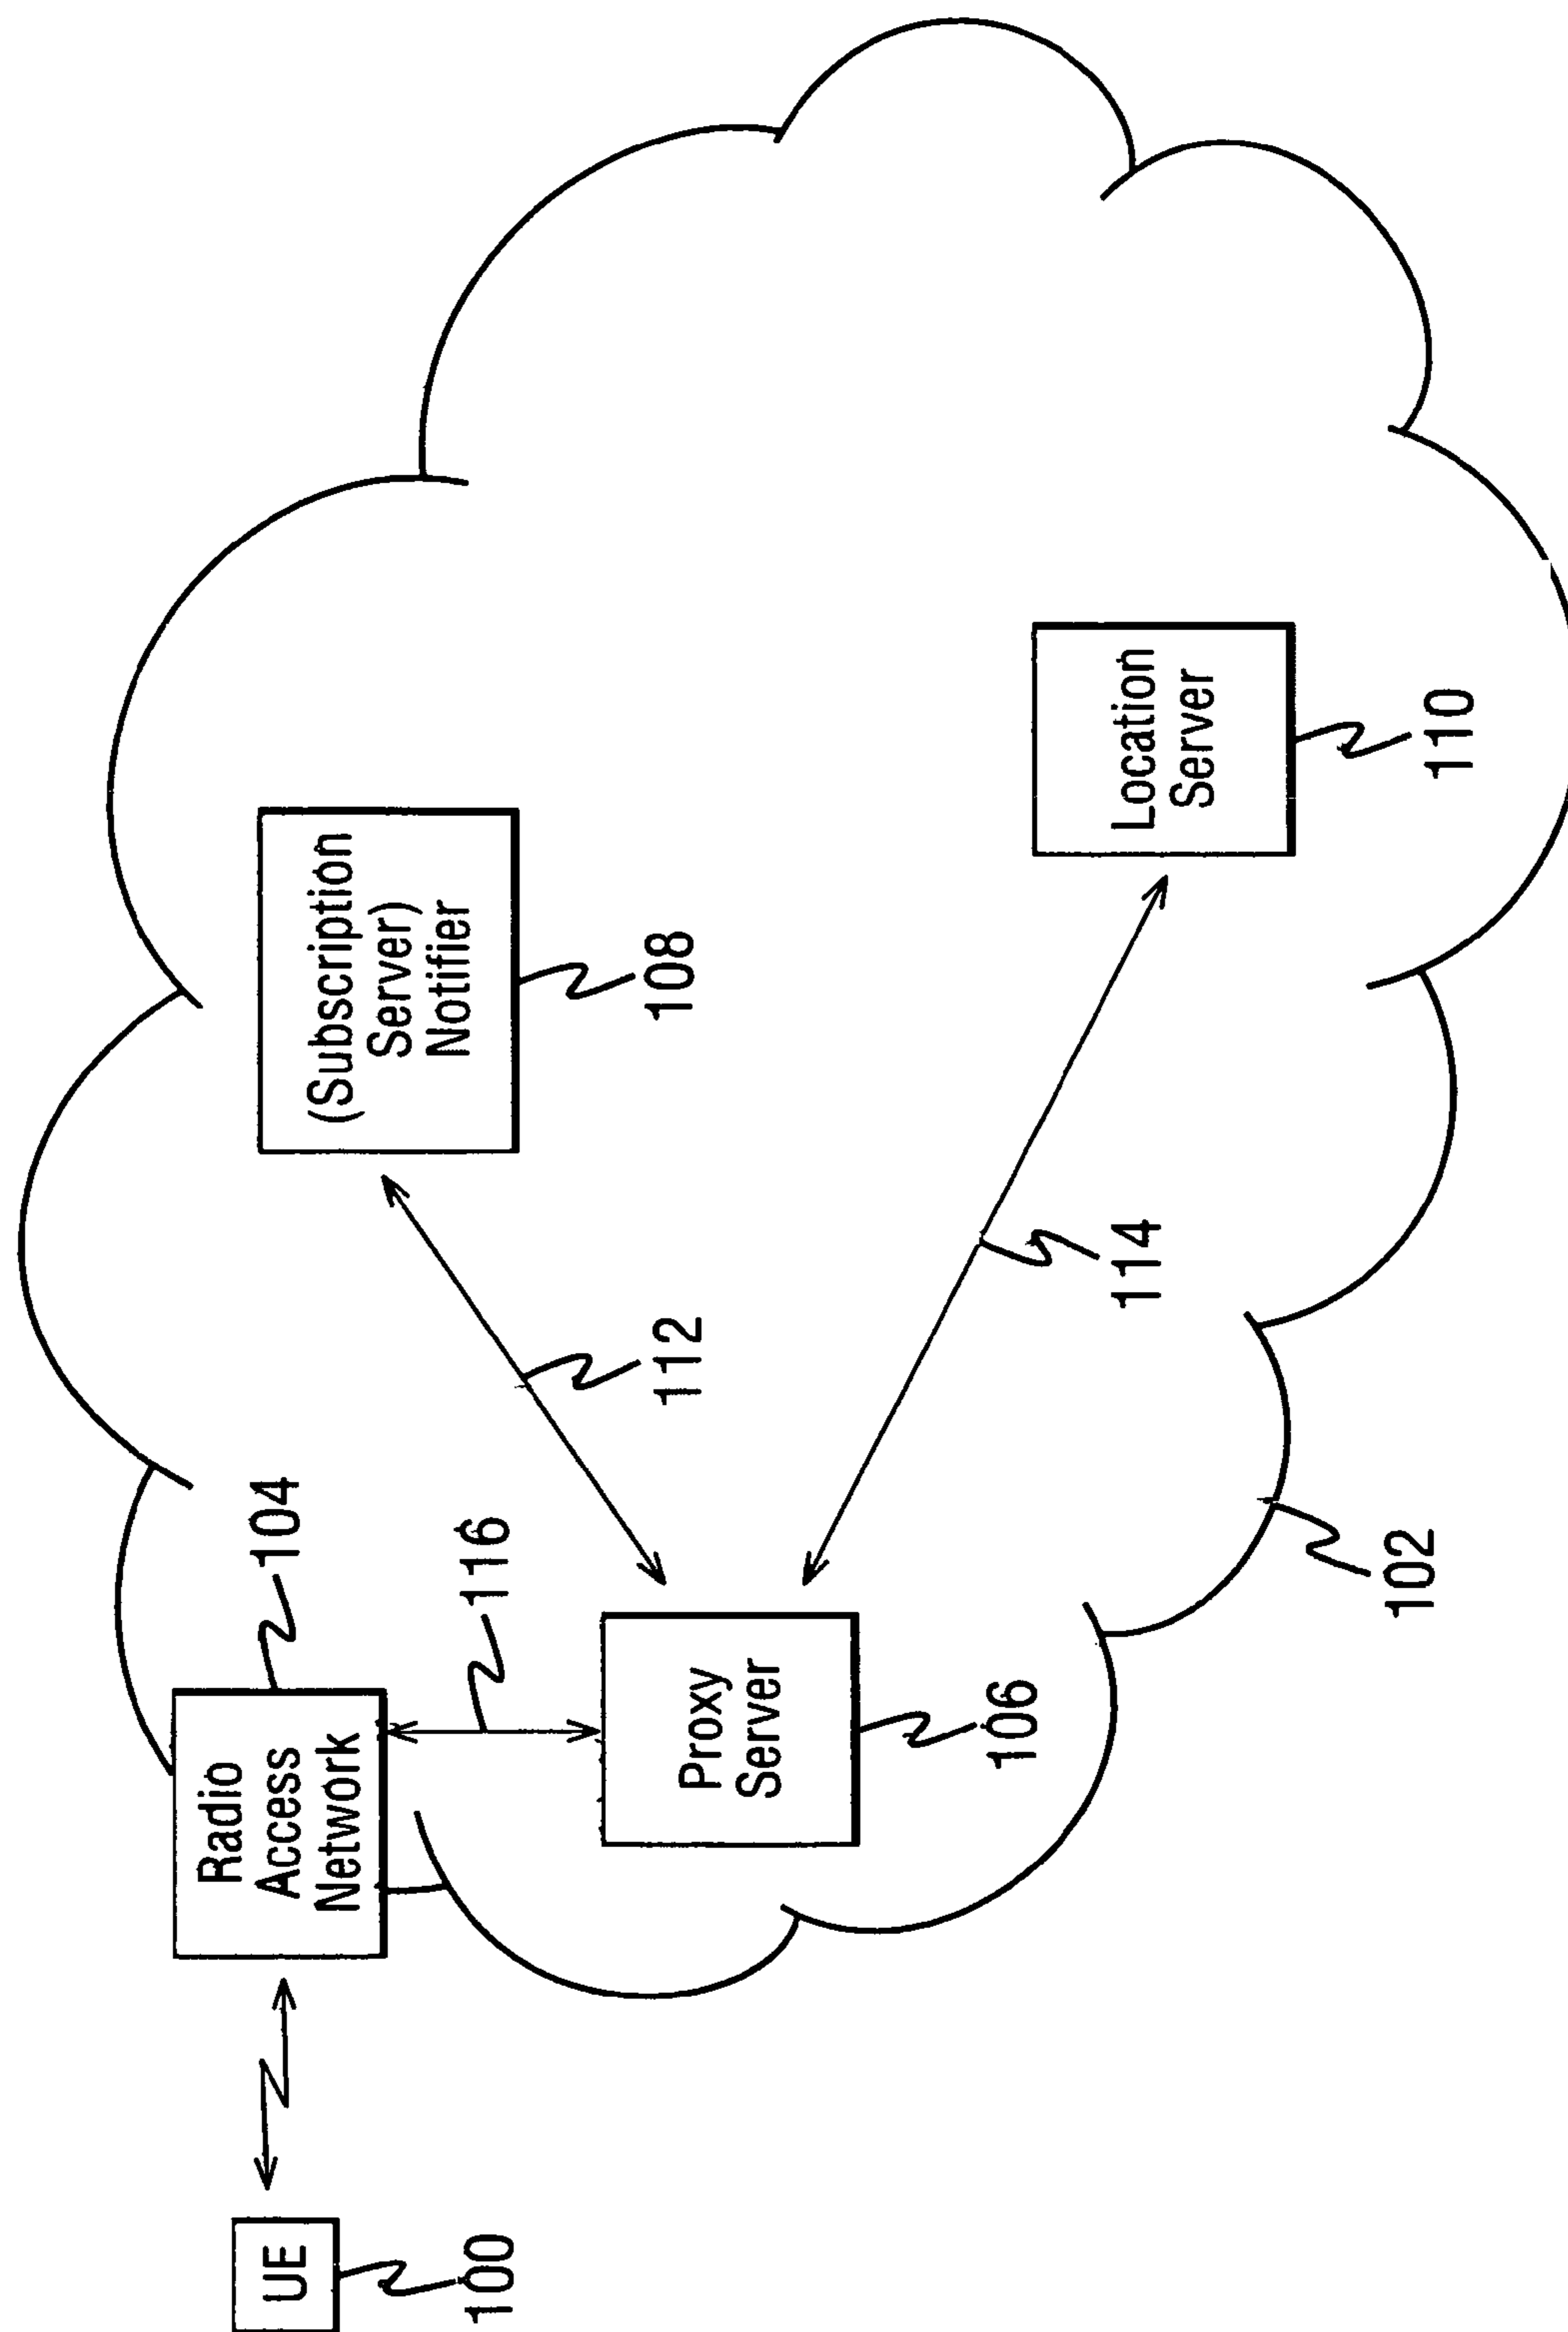 UE
100
Radio
Access
Network
104
116
Proxy
Server
106
112
114
102
(Subscription
Server)
Notifier
108
Location
Server
110